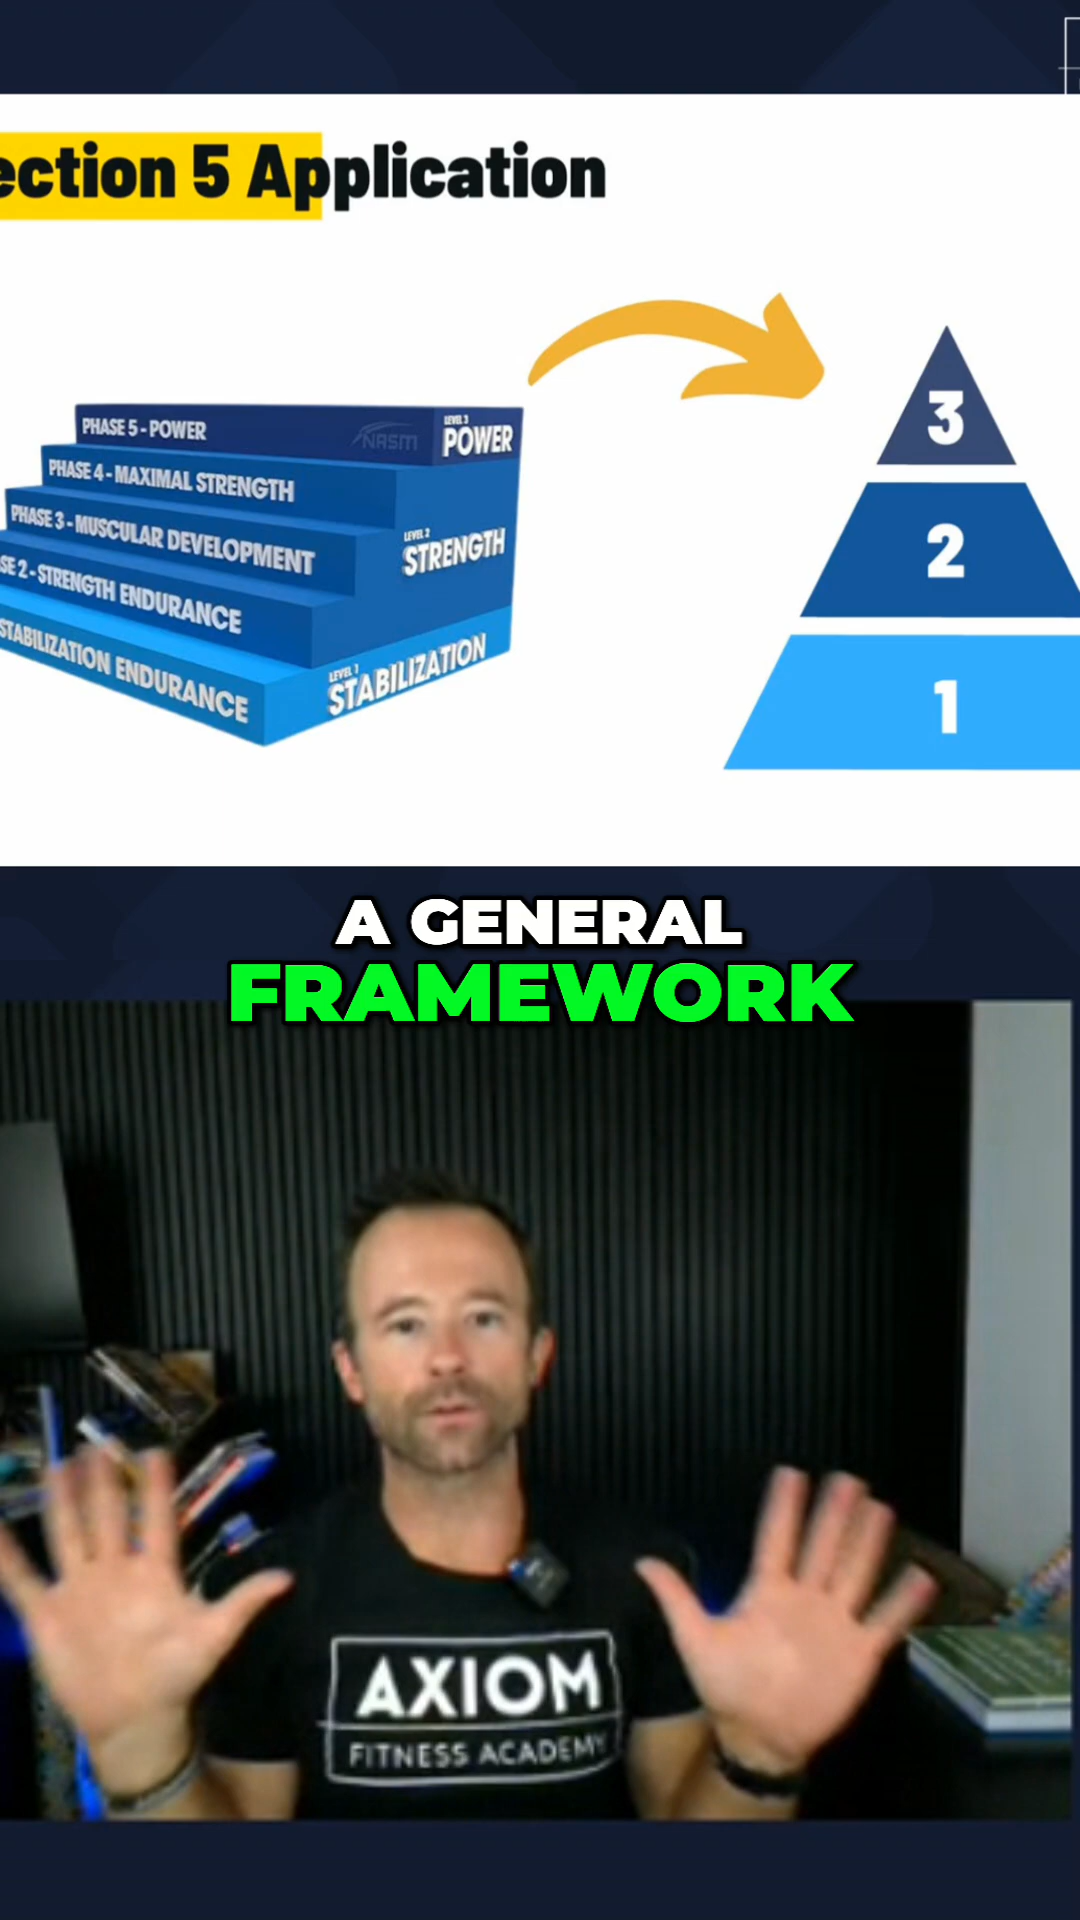 ection 5 Application
PHASE 5 - POWER
NASM
LEVEL 3
POWER
PHASE 4 - MAXIMAL STRENGTH
PHASE 3 - MUSCULAR DEVELOPMENT
LEVEL 2
STRENGTH
SE 2 - STRENGTH ENDURANCE
STABILIZATION ENDURANCE
LEVEL 1
STABILIZATION
3
2
1
A GENERAL
FRAMEWORK
AXIOM
FITNESS ACADEMY